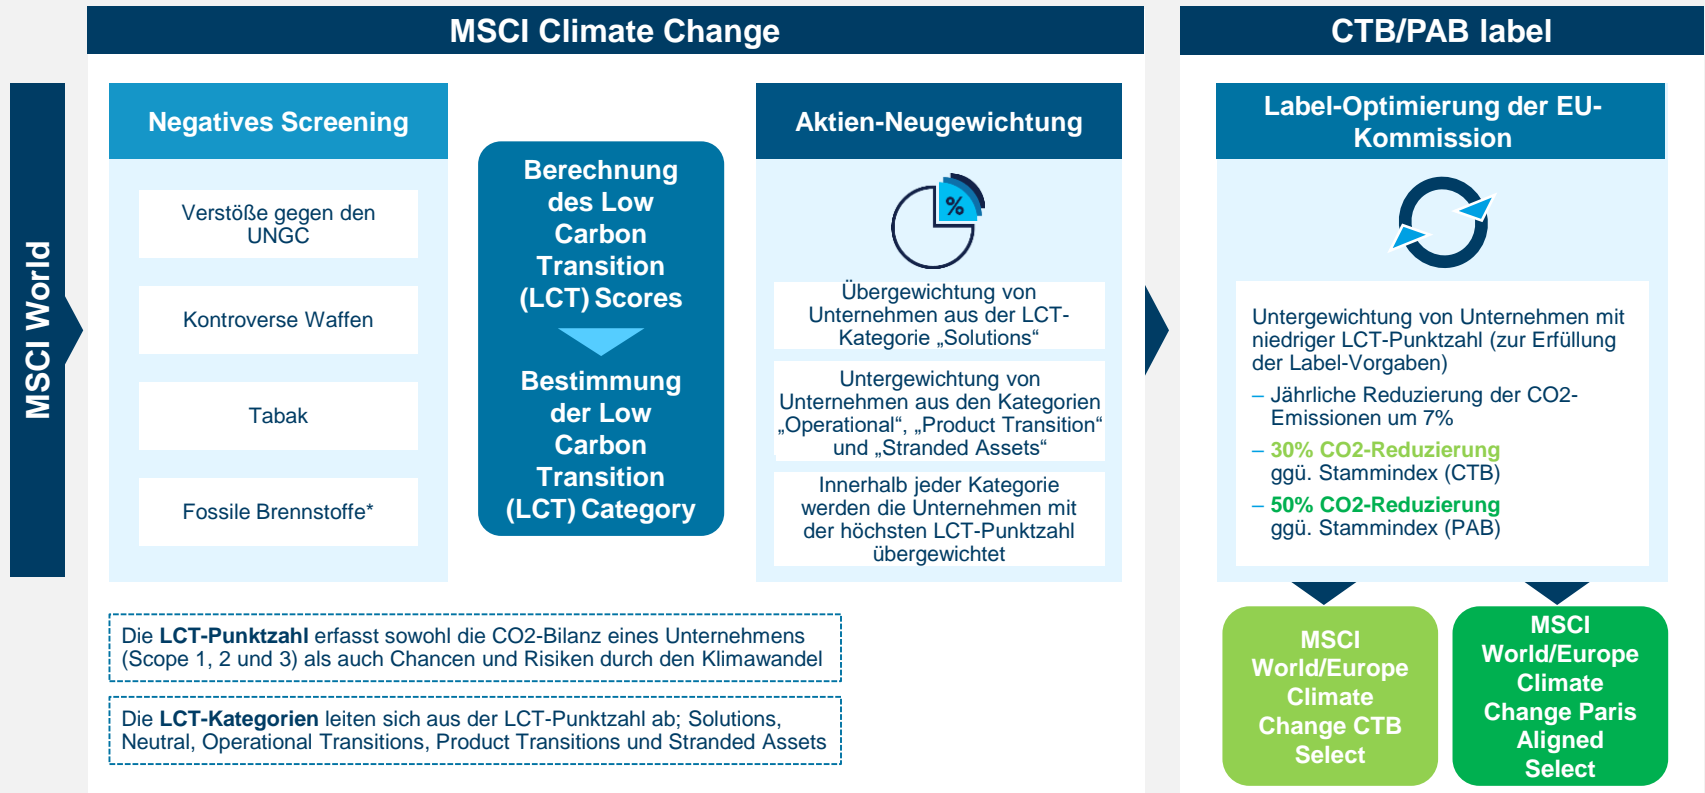 MSCI World
MSCI Climate Change
Negatives Screening
Verstöße gegen den
UNGC
Kontroverse Waffen
Tabak
Fossile Brennstoffe*
Berechnung
des Low
Carbon
Transition
(LCT) Scores
Bestimmung
der Low
Carbon
Transition
(LCT) Category
Aktien-Neugewichtung
%
Übergewichtung von
Unternehmen aus der LCT-
Kategorie „Solutions“
Untergewichtung von
Unternehmen aus den Kategorien
„Operational“, „Product Transition“
und „Stranded Assets“
Innerhalb jeder Kategorie
werden die Unternehmen mit
der höchsten LCT-Punktzahl
übergewichtet
Die LCT-Punktzahl erfasst sowohl die CO2-Bilanz eines Unternehmens
(Scope 1, 2 und 3) als auch Chancen und Risiken durch den Klimawandel
Die LCT-Kategorien leiten sich aus der LCT-Punktzahl ab; Solutions,
Neutral, Operational Transitions, Product Transitions und Stranded Assets
CTB/PAB label
Label-Optimierung der EU-
Kommission
Untergewichtung von Unternehmen mit
niedriger LCT-Punktzahl (zur Erfüllung
der Label-Vorgaben)
– Jährliche Reduzierung der CO2-
Emissionen um 7%
– 30% CO2-Reduzierung
ggü. Stammindex (CTB)
– 50% CO2-Reduzierung
ggü. Stammindex (PAB)
MSCI
World/Europe
Climate
Change CTB
Select
MSCI
World/Europe
Climate
Change Paris
Aligned
Select